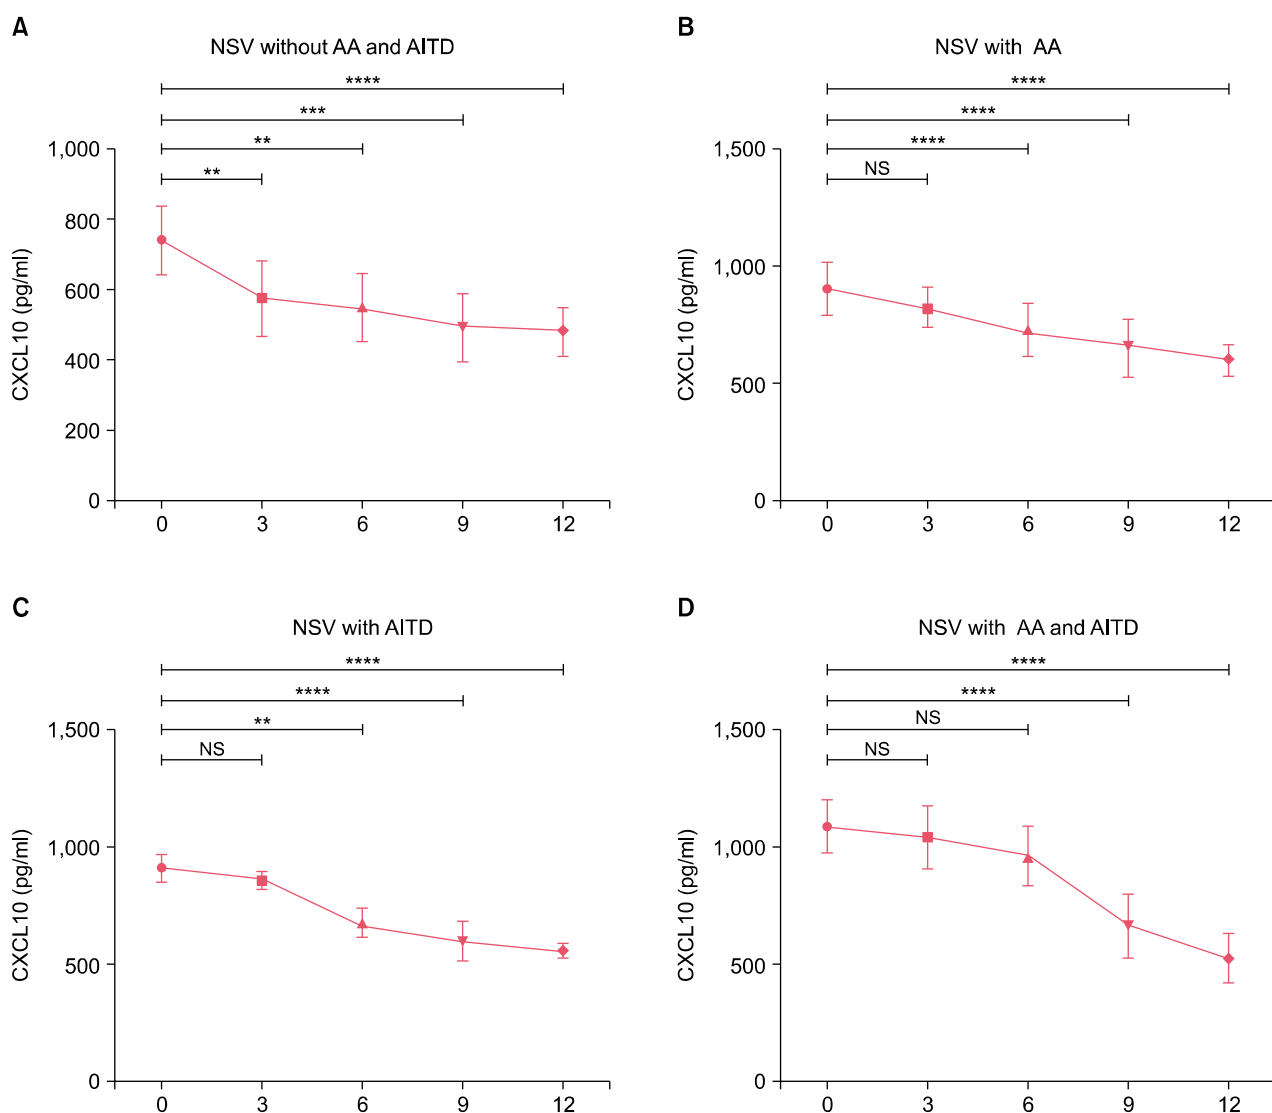 A
NSV without AA and AITD
****
***
**
**
1,000
800
600
400
200
0
CXCL10 (pg/ml)
0 3 6 9 12
B
NSV with AA
****
****
****
NS
1,500
1,000
500
0
CXCL10 (pg/ml)
0 3 6 9 12
C
NSV with AITD
****
****
**
NS
1,500
1,000
500
0
CXCL10 (pg/ml)
0 3 6 9 12
D
NSV with AA and AITD
****
****
NS
NS
1,500
1,000
500
0
CXCL10 (pg/ml)
0 3 6 9 12